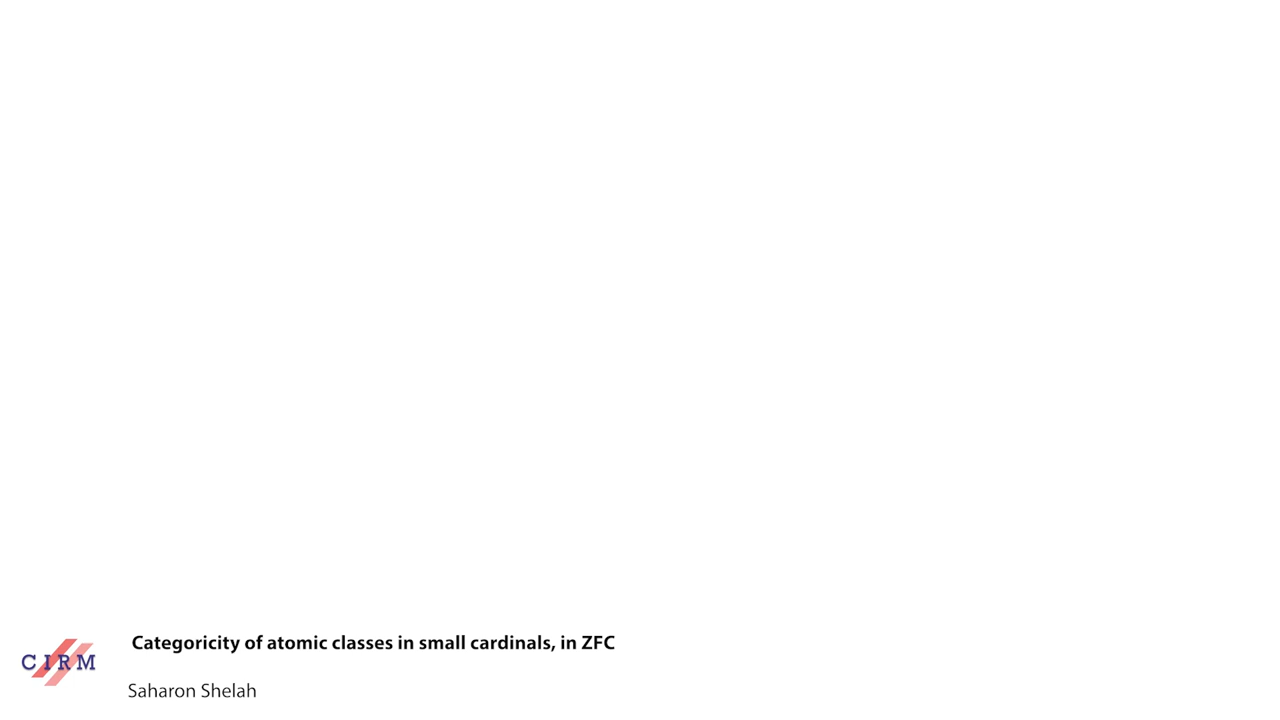 Categoricity of atomic classes in small cardinals, in ZFC
CIRM
Saharon Shelah